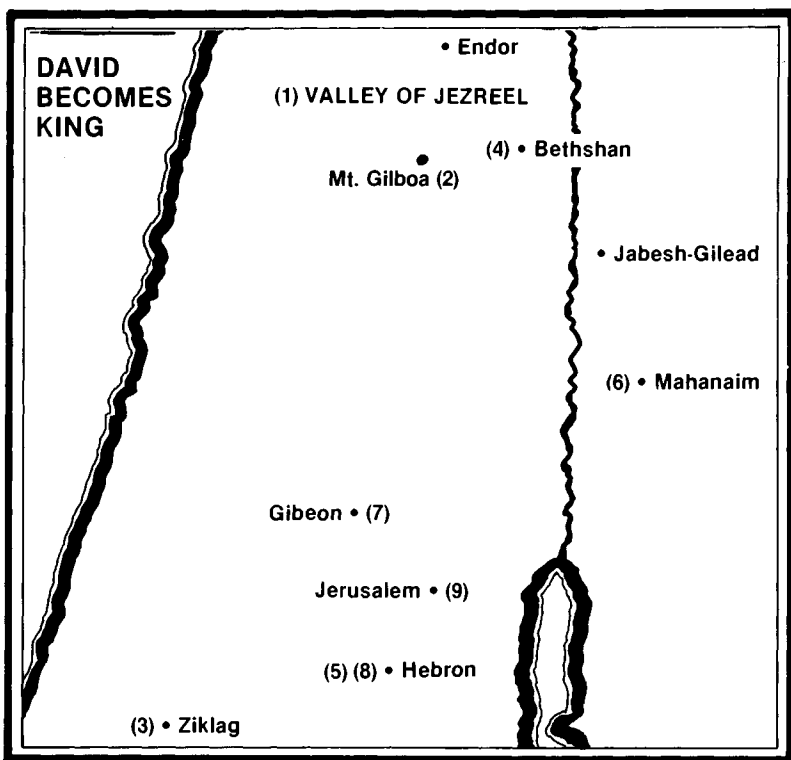 DAVID
BECOMES
KING
• Endor
(1) VALLEY OF JEZREEL
(4) • Bethshan
Mt. Gilboa (2)
• Jabesh-Gilead
(6) • Mahanaim
Gibeon • (7)
Jerusalem • (9)
(5) (8) • Hebron
(3) • Ziklag